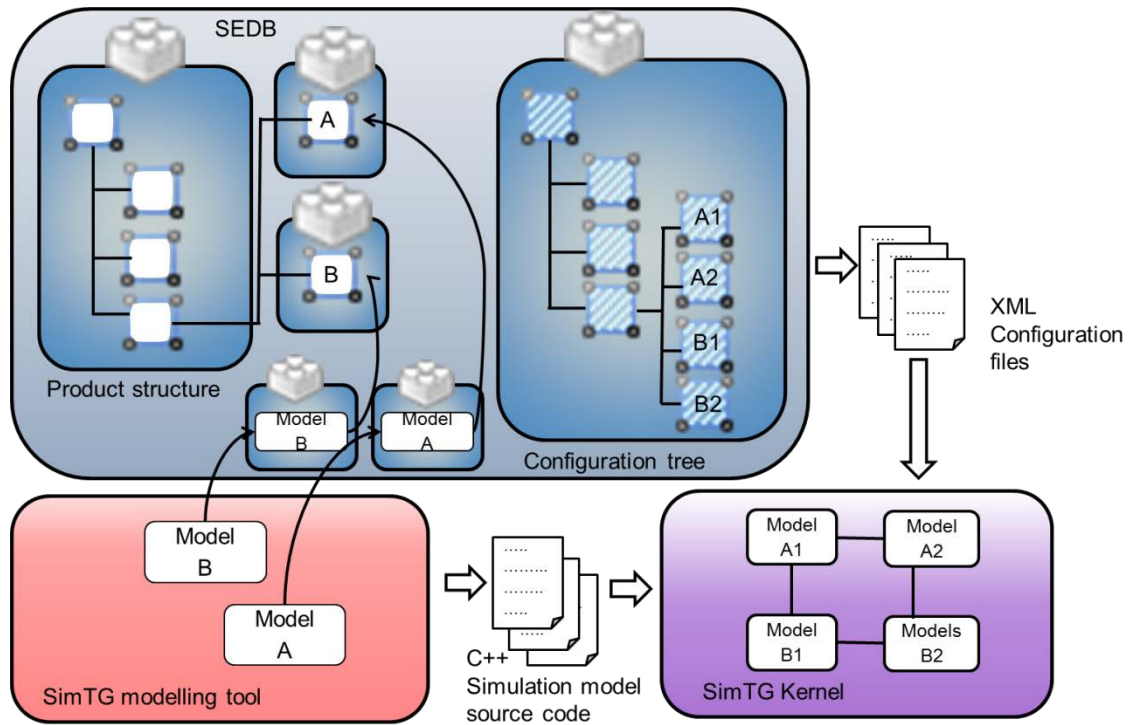 SEDB
A
B
Product structure
Model
B
Model
A
A1
A2
B1
B2
Configuration tree
.....
.....
.........
........
.....
XML
Configuration
files
Model
B
Model
A
SimTG modelling tool
.....
.........
........
.....
.....
C++
Simulation model
source code
Model
A1
Model
A2
Model
B1
Models
B2
SimTG Kernel